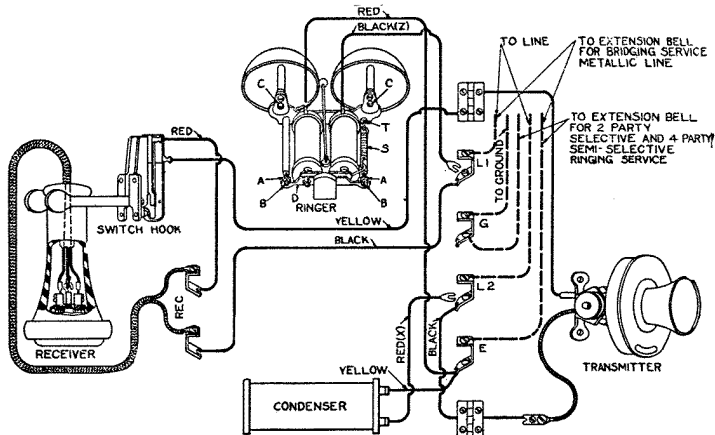 RED
BLACK(Z)
TO LINE
TO EXTENSION BELL
FOR BRIDGING SERVICE
METALLIC LINE
C
C
T
TO EXTENSION BELL
FOR 2 PARTY
SELECTIVE AND 4 PARTY
SEMI-SELECTIVE
RINGING SERVICE
RED
S
L1
TO GROUND
A
A
B
D
B
RINGER
YELLOW
SWITCH HOOK
G
BLACK
REC
L2
RED(X)
BLACK
E
RECEIVER
YELLOW
TRANSMITTER
CONDENSER